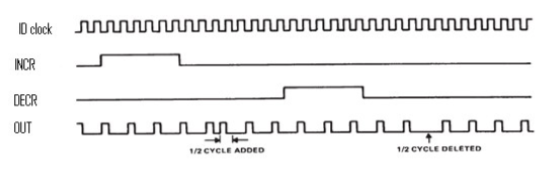 ID clock
INCR
DECR
OUT
1/2 CYCLE ADDED
1/2 CYCLE DELETED